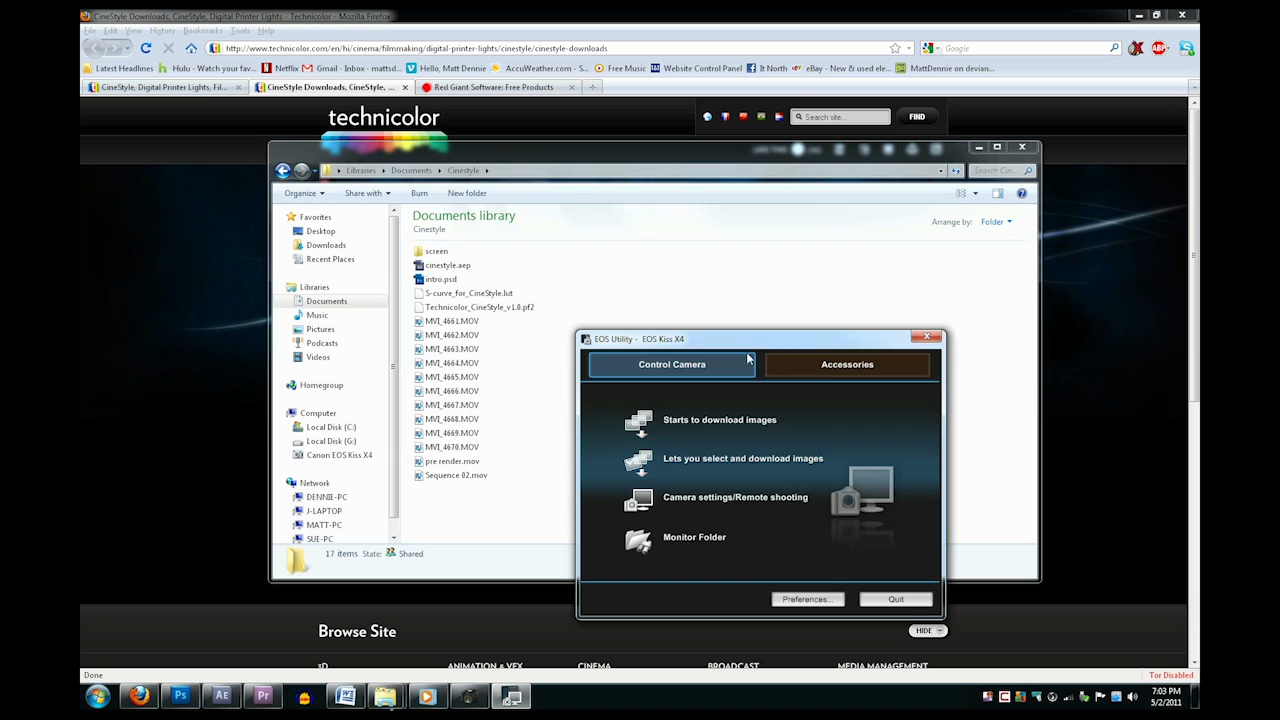 CineStyle Downloads, CineStyle, Digital Printer Lights - Technicolor - Mozilla Firefox
File Edit View History Bookmarks Tools Help
http://www.technicolor.com/en/hi/cinema/filmmaking/digital-printer-lights/cinestyle/cinestyle-downloads
Google
Latest Headlines Hulu - Watch your fav... Netflix Gmail - Inbox - mattsd... Hello, Matt Dennie AccuWeather.com - S... Free Music Website Control Panel It North eBay - New & used ele... MattDennie on devian...
CineStyle, Digital Printer Lights, Fil... CineStyle Downloads, CineStyle, ... Red Giant Software: Free Products
technicolor
Search site... FIND
Libraries Documents Cinestyle Search Cin...
Organize Share with Burn New folder
Documents library
Cinestyle
Arrange by: Folder
Favorites
Desktop
Downloads
Recent Places
Libraries
Documents
Music
Pictures
Podcasts
Videos
Homegroup
Computer
Local Disk (C:)
Local Disk (G:)
Canon EOS Kiss X4
Network
DENNIE-PC
J-LAPTOP
MATT-PC
SUE-PC
screen
cinestyle.aep
intro.psd
S-curve_for_CineStyle.lut
Technicolor_CineStyle_v1.0.pf2
MVI_4661.MOV
MVI_4662.MOV
MVI_4663.MOV
MVI_4664.MOV
MVI_4665.MOV
MVI_4666.MOV
MVI_4667.MOV
MVI_4668.MOV
MVI_4669.MOV
MVI_4670.MOV
pre render.mov
Sequence 02.mov
17 items State: Shared
EOS Utility - EOS Kiss X4
Control Camera Accessories
Starts to download images
Lets you select and download images
Camera settings/Remote shooting
Monitor Folder
Preferences... Quit
Browse Site
HIDE
3D ANIMATION & VFX CINEMA BROADCAST MEDIA MANAGEMENT
Done Tor Disabled
Ps Ae Pr
7:03 PM
5/2/2011